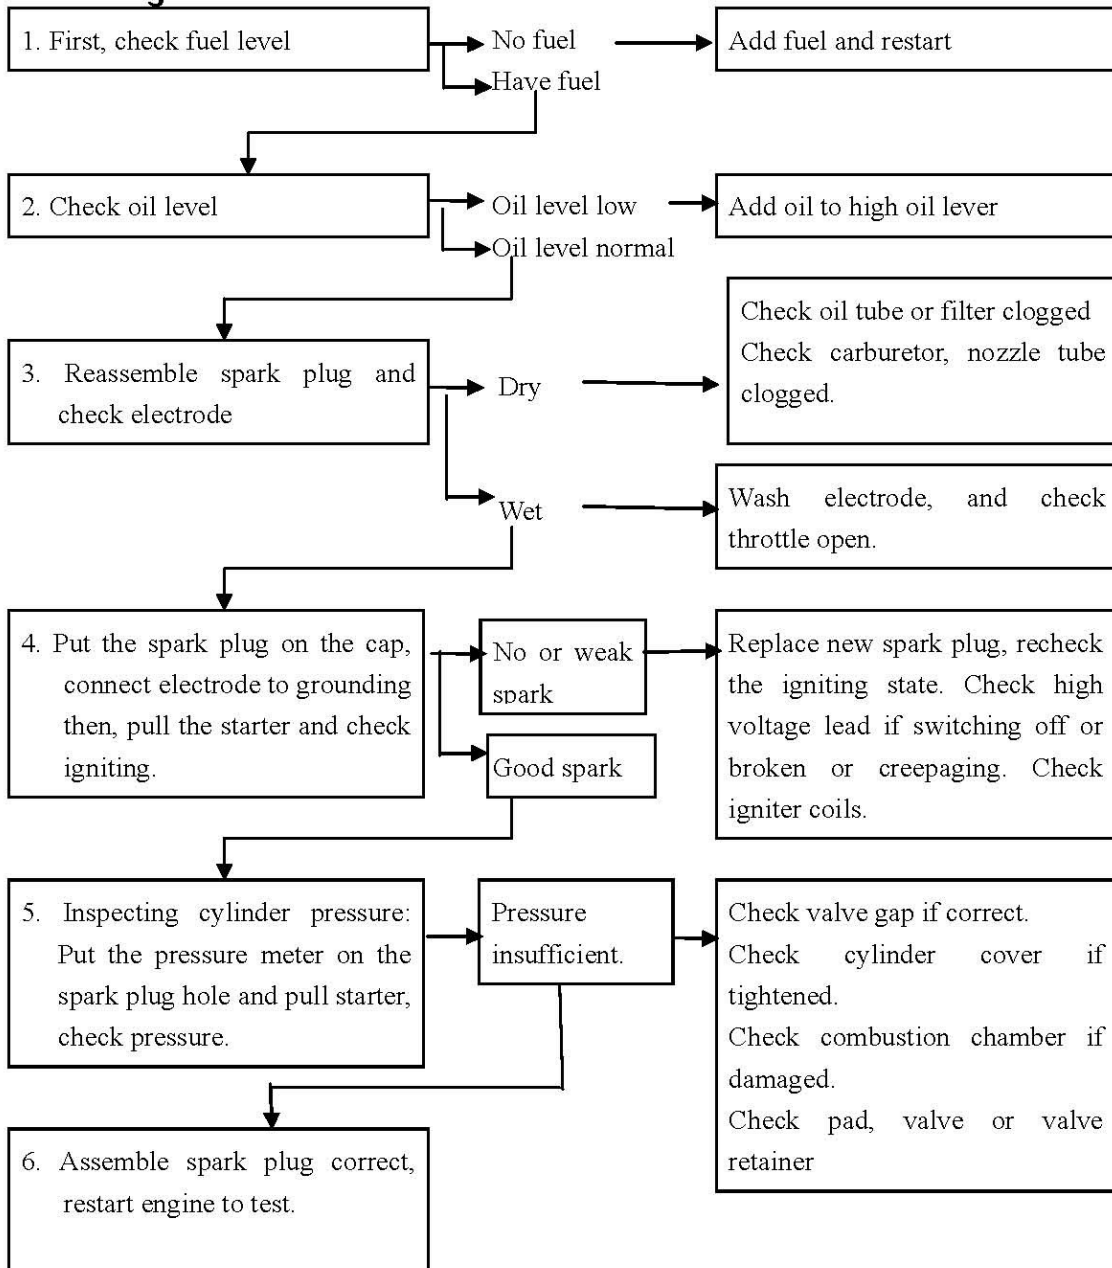 1. First, check fuel level
No fuel
Add fuel and restart
Have fuel
2. Check oil level
Oil level low
Add oil to high oil lever
Oil level normal
3. Reassemble spark plug and
check electrode
Dry
Check oil tube or filter clogged
Check carburetor, nozzle tube
clogged.
Wet
Wash electrode, and check
throttle open.
4. Put the spark plug on the cap,
connect electrode to grounding
then, pull the starter and check
igniting.
No or weak
spark
Good spark
Replace new spark plug, recheck
the igniting state. Check high
voltage lead if switching off or
broken or creepaging. Check
igniter coils.
5. Inspecting cylinder pressure:
Put the pressure meter on the
spark plug hole and pull starter,
check pressure.
Pressure
insufficient.
Check valve gap if correct.
Check cylinder cover if
tightened.
Check combustion chamber if
damaged.
Check pad, valve or valve
retainer
6. Assemble spark plug correct,
restart engine to test.